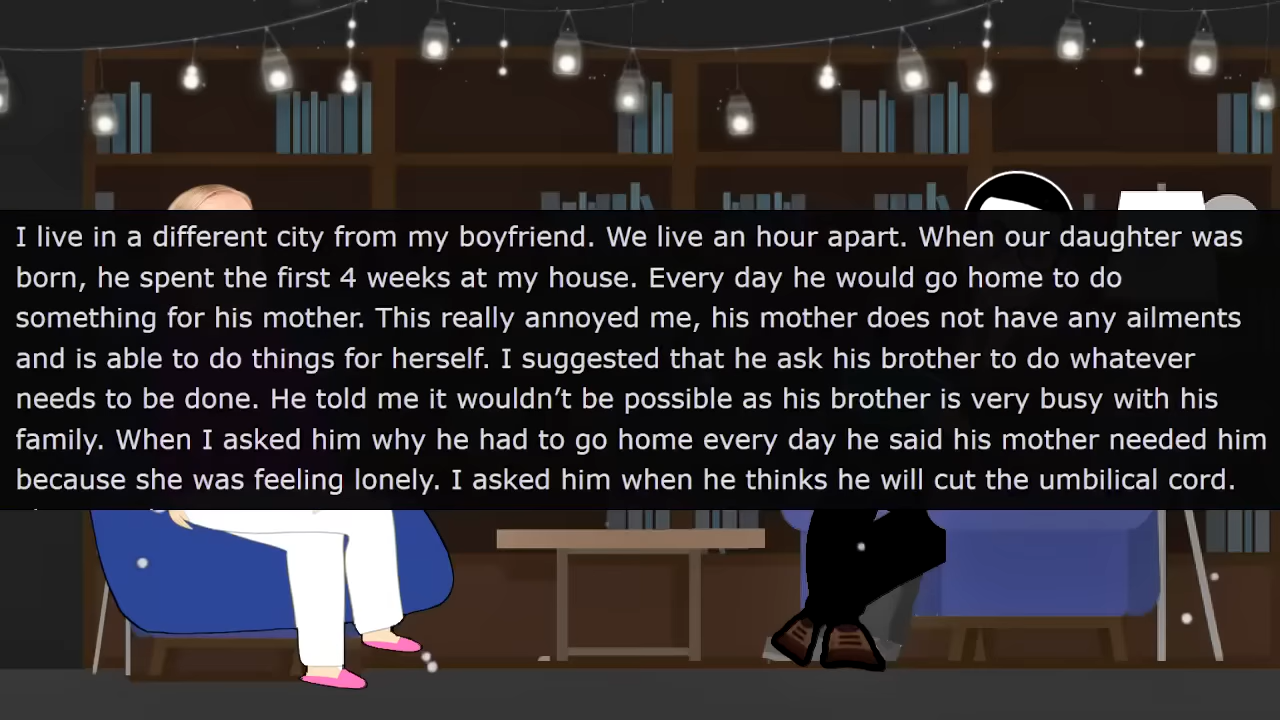 I live in a different city from my boyfriend. We live an hour apart. When our daughter was
born, he spent the first 4 weeks at my house. Every day he would go home to do
something for his mother. This really annoyed me, his mother does not have any ailments
and is able to do things for herself. I suggested that he ask his brother to do whatever
needs to be done. He told me it wouldn’t be possible as his brother is very busy with his
family. When I asked him why he had to go home every day he said his mother needed him
because she was feeling lonely. I asked him when he thinks he will cut the umbilical cord.